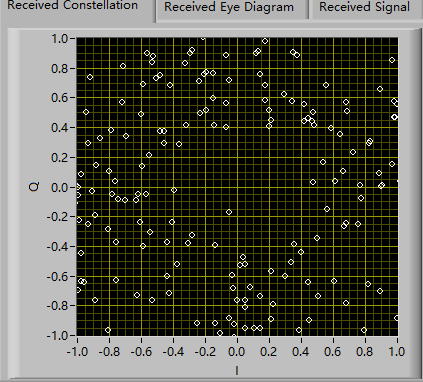 Received Constellation Received Eye Diagram Received Signal
1.0
0.8
0.6
0.4
0.2
0.0
-0.2
-0.4
-0.6
-0.8
-1.0
Q
-1.0 -0.8 -0.6 -0.4 -0.2 0.0 0.2 0.4 0.6 0.8 1.0
I